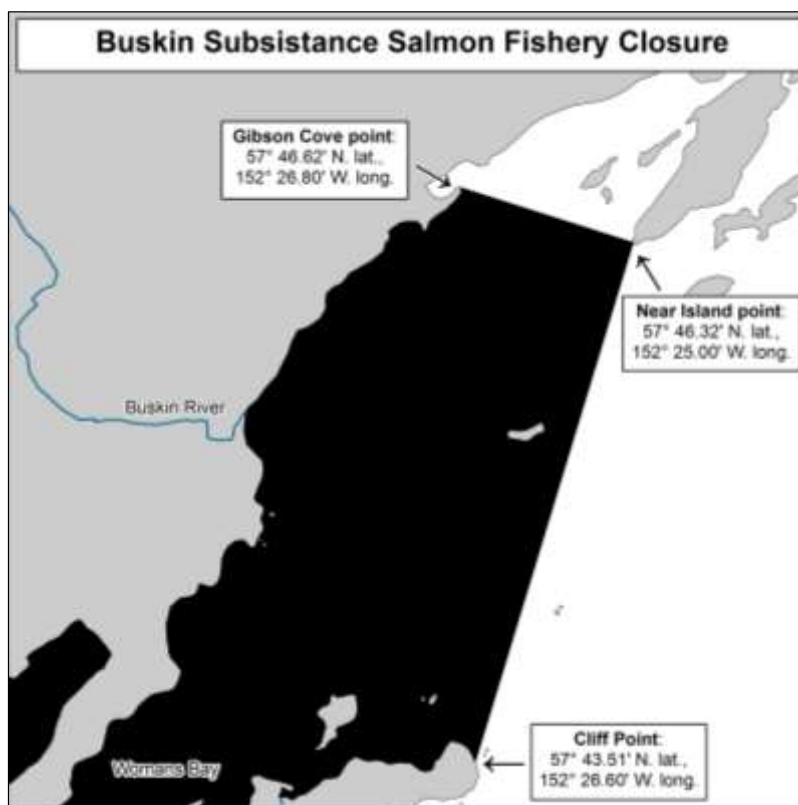 Buskin Subsistance Salmon Fishery Closure
Gibson Cove point:
57° 46.62' N. lat.,
152° 26.80' W. long.
Near Island point:
57° 46.32' N. lat.,
152° 25.00' W. long.
Buskin River
Cliff Point:
57° 43.51' N. lat.,
152° 26.60' W. long.
Womans Bay